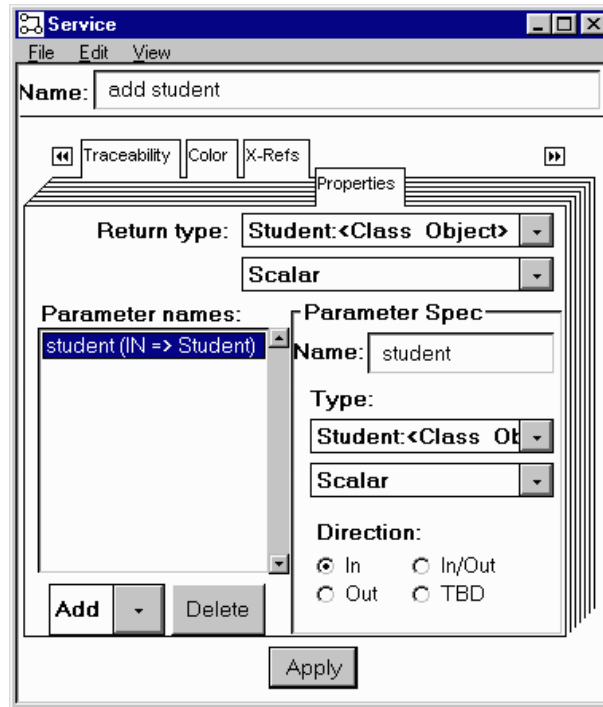 Service
File Edit View
Name: add student
Traceability Color X-Refs
Properties
Return type: Student:<Class Object>
Scalar
Parameter names: Parameter Spec
student (IN => Student)
Name: student
Type:
Student:<Class Ob
Scalar
Direction:
In In/Out
Out TBD
Add Delete
Apply